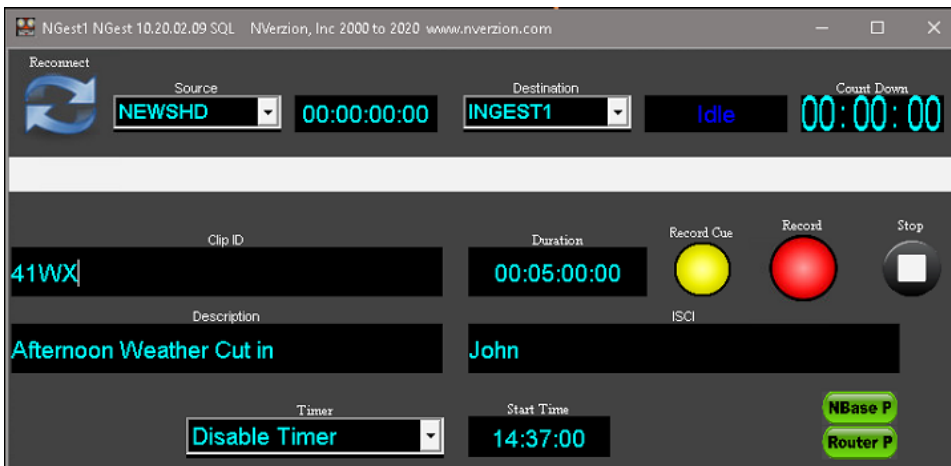 NGest1 NGest 10.20.02.09 SQL NVerzion, Inc 2000 to 2020 www.nverzion.com
Reconnect
Source
Destination
Count Down
NEWSHD
00:00:00:00
INGEST1
Idle
00:00:00
Clip ID
Duration
Record Cue
Record
Stop
41WX
00:05:00:00
Description
ISCI
Afternoon Weather Cut in
John
Timer
Start Time
NBase P
Disable Timer
14:37:00
Router P